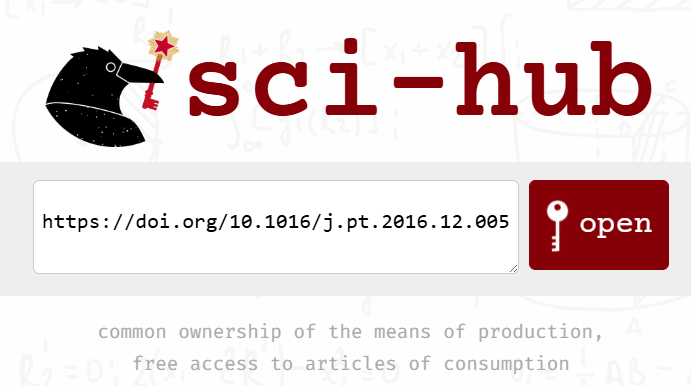 sci-hub
https://doi.org/10.1016/j.pt.2016.12.005
open
common ownership of the means of production,
free access to articles of consumption